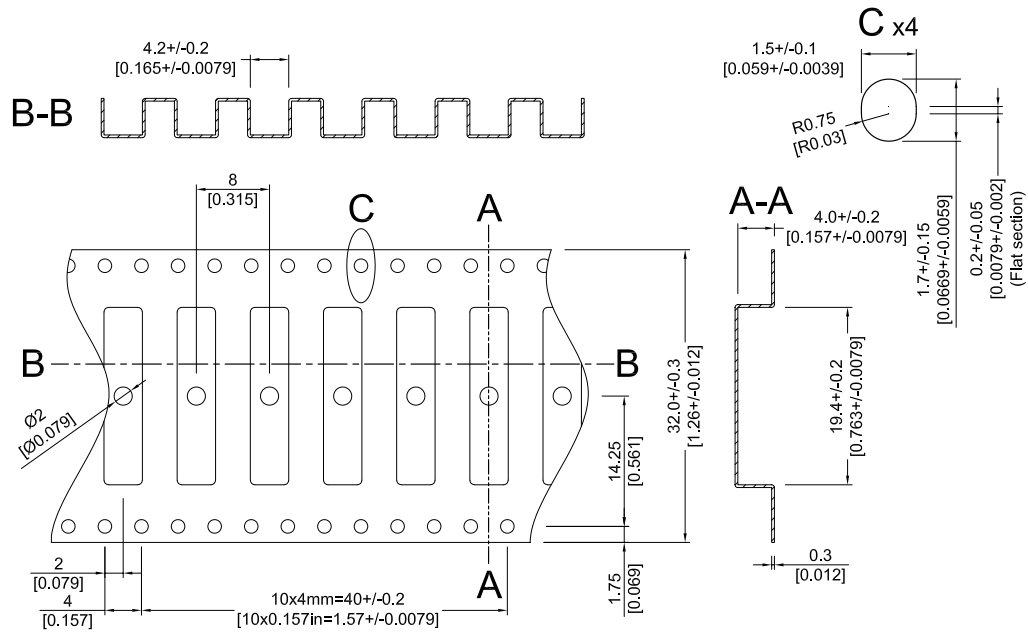 4.2+/-0.2
[0.165+/-0.0079]
B-B
C x4
1.5+/-0.1
[0.059+/-0.0039]
R0.75
[R0.03]
1.7+/-0.15
[0.0669+/-0.0059]
0.2+/-0.05
[0.0079+/-0.002]
(Flat section)
8
[0.315]
C
A
A-A
4.0+/-0.2
[0.157+/-0.0079]
B
B
Ø2
[Ø0.079]
32.0+/-0.3
[1.26+/-0.012]
19.4+/-0.2
[0.763+/-0.0079]
14.25
[0.561]
2
[0.079]
4
[0.157]
10x4mm=40+/-0.2
[10x0.157in=1.57+/-0.0079]
A
1.75
[0.069]
0.3
[0.012]